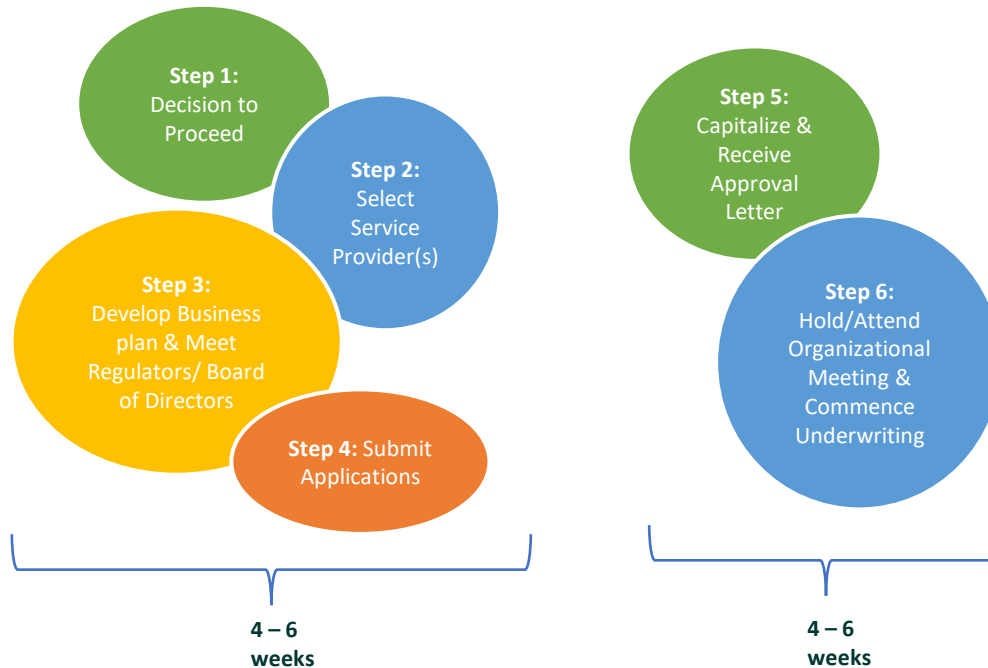 Step 1:
Decision to
Proceed
Step 2:
Select
Service
Provider(s)
Step 3:
Develop Business
plan & Meet
Regulators/ Board
of Directors
Step 4: Submit
Applications
4 – 6
weeks
Step 5:
Capitalize &
Receive
Approval
Letter
Step 6:
Hold/Attend
Organizational
Meeting &
Commence
Underwriting
4 – 6
weeks